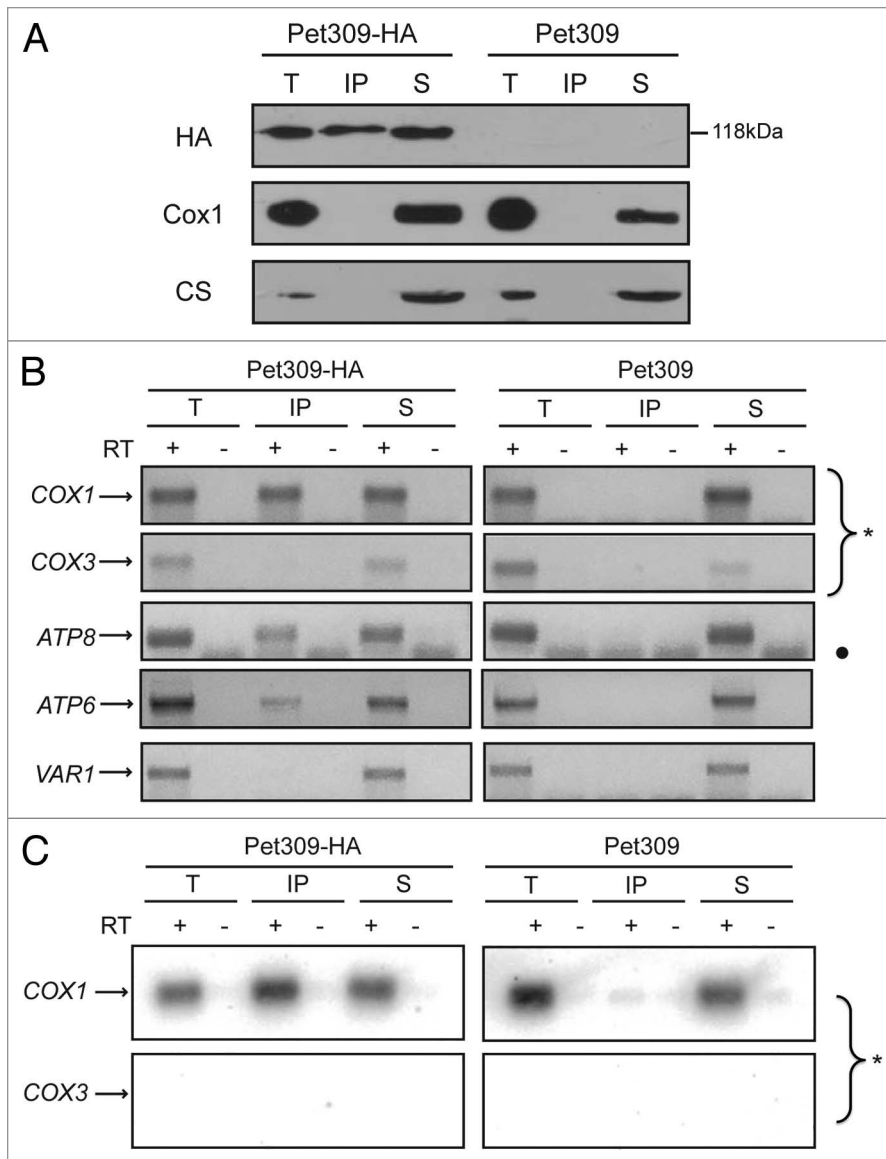 A
Pet309-HA Pet309
T IP S T IP S
HA 118kDa
Cox1
CS
B
Pet309-HA Pet309
T IP S T IP S
RT + - + - + - + - + - + -
COX1
COX3
*
ATP8
ATP6
VAR1
C
Pet309-HA Pet309
T IP S T IP S
RT + - + - + - + - + - + -
COX1
*
COX3